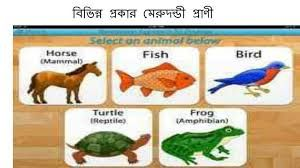 বিভিন্ন প্রকার মেরুদন্ডী প্রাণী
Select an animal below
Horse
(Mammal)
Fish
Bird
Turtle
(Reptile)
Frog
(Amphibian)